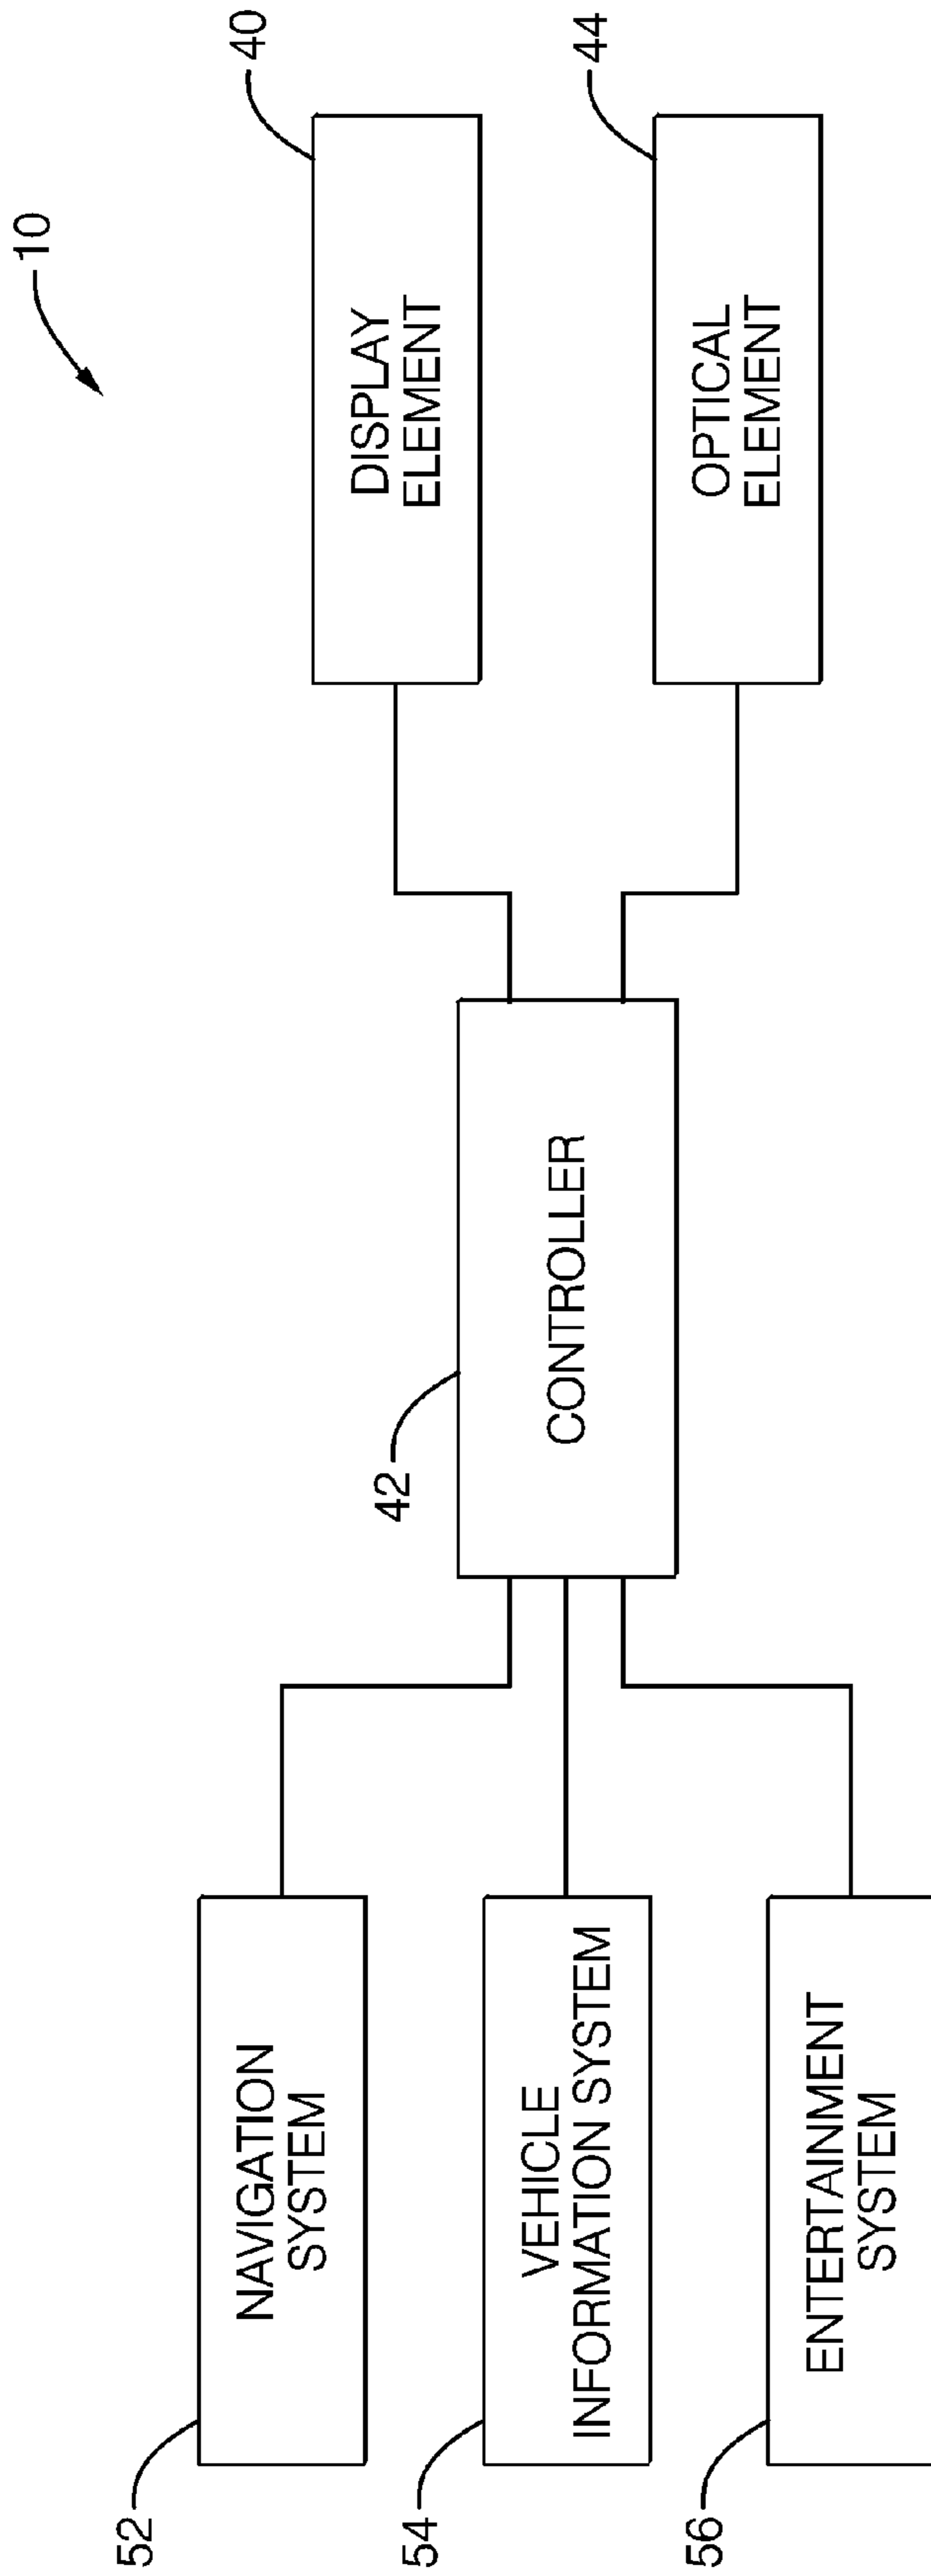 10
52
NAVIGATION
SYSTEM
54
VEHICLE
INFORMATION SYSTEM
56
ENTERTAINMENT
SYSTEM
42
CONTROLLER
40
DISPLAY
ELEMENT
44
OPTICAL
ELEMENT